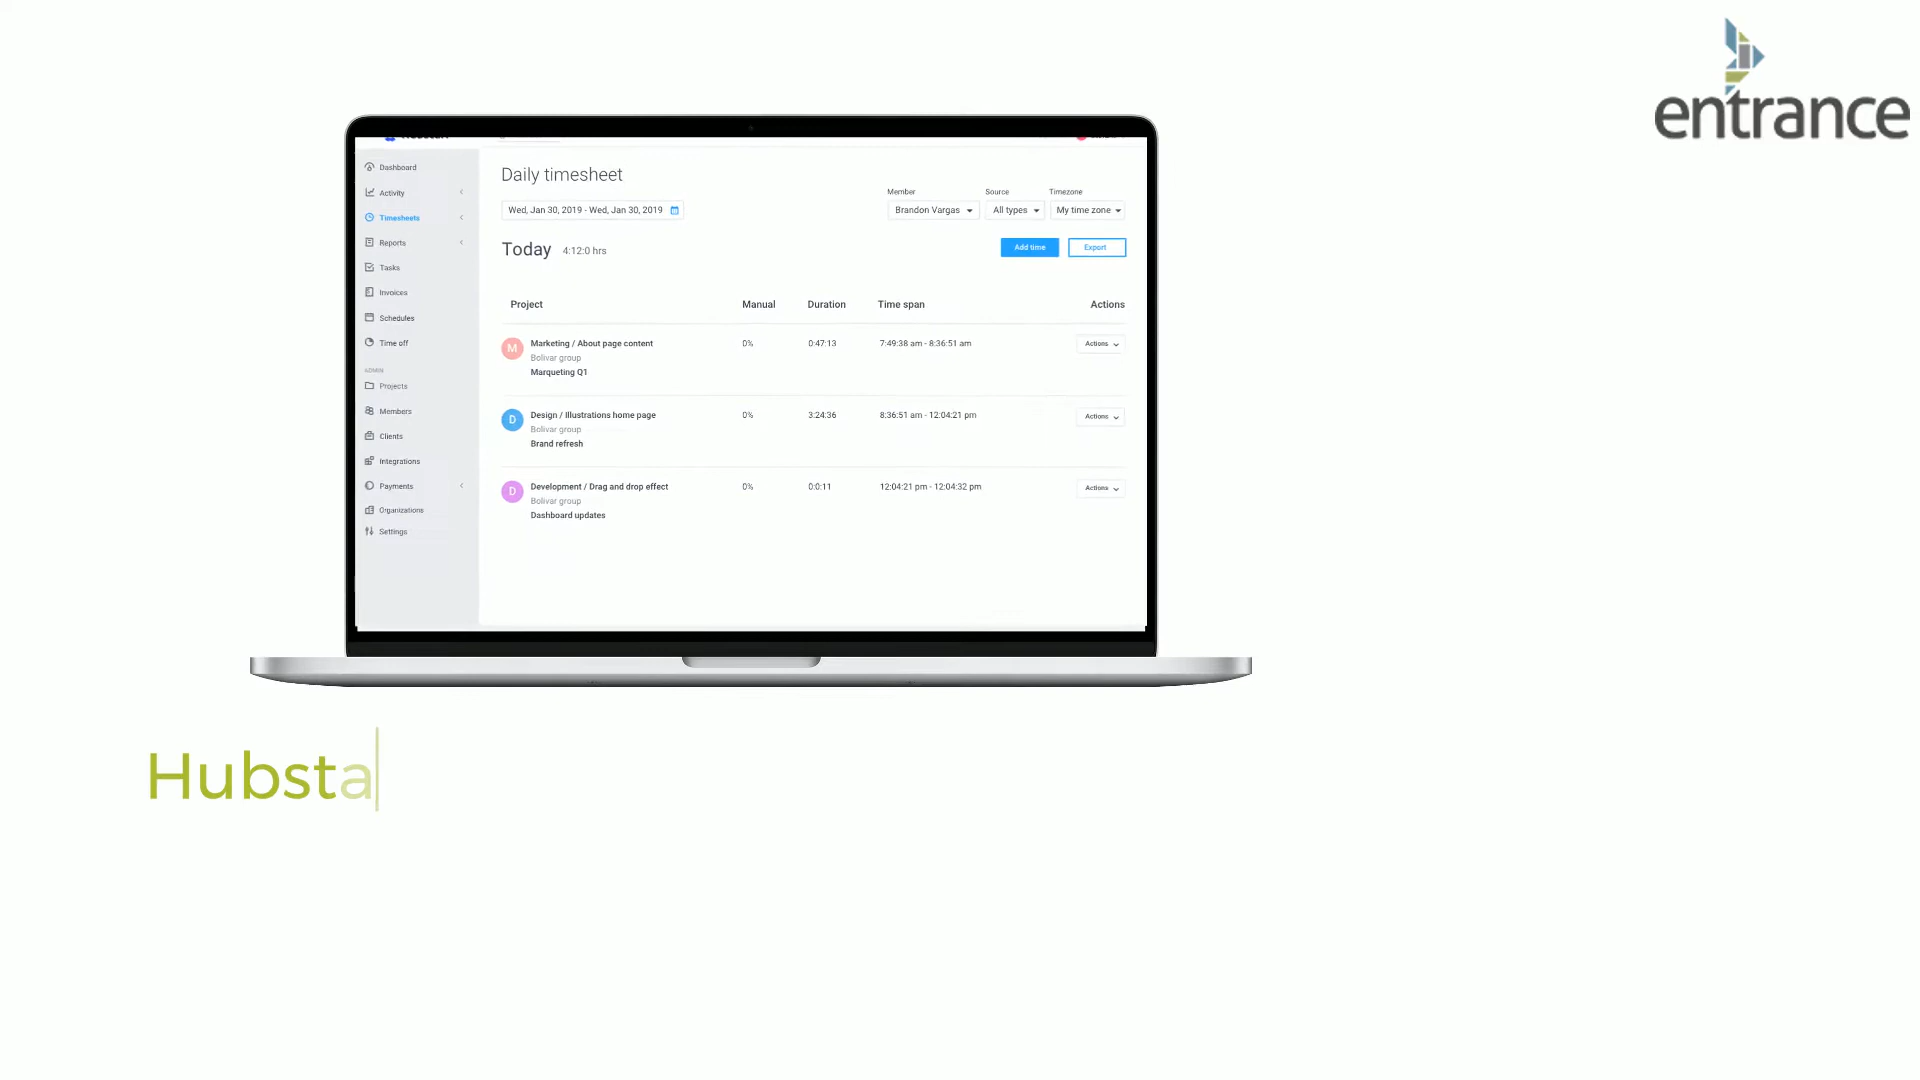 entrance
Dashboard
Activity
Timesheets
Reports
Tasks
Invoices
Schedules
Time off
ADMIN
Projects
Members
Clients
Integrations
Payments
Organizations
Settings
Daily timesheet
Member Source Timezone
Wed, Jan 30, 2019 - Wed, Jan 30, 2019 Brandon Vargas All types My time zone
Today 4:12:0 hrs Add time Export
Project Manual Duration Time span Actions
M Marketing / About page content 0% 0:47:13 7:49:38 am - 8:36:51 am Actions
Bolivar group
Marqueting Q1
D Design / Illustrations home page 0% 3:24:36 8:36:51 am - 12:04:21 pm Actions
Bolivar group
Brand refresh
D Development / Drag and drop effect 0% 0:0:11 12:04:21 pm - 12:04:32 pm Actions
Bolivar group
Dashboard updates
Hubsta